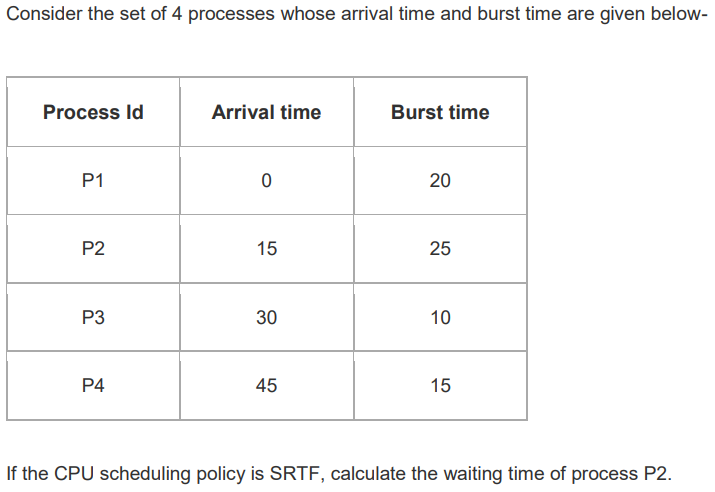 Consider the set of 4 processes whose arrival time and burst time are given below-
Process Id Arrival time Burst time
P1 0 20
P2 15 25
P3 30 10
P4 45 15
If the CPU scheduling policy is SRTF, calculate the waiting time of process P2.